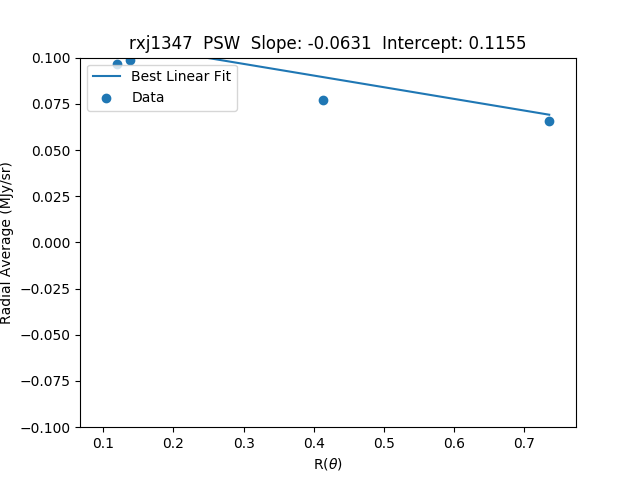 rxj1347  PSW  Slope: -0.0631  Intercept: 0.1155
Radial Average (MJy/sr)
0.100
0.075
0.050
0.025
0.000
−0.025
−0.050
−0.075
−0.100
Best Linear Fit
Data
0.1 0.2 0.3 0.4 0.5 0.6 0.7
R(θ)